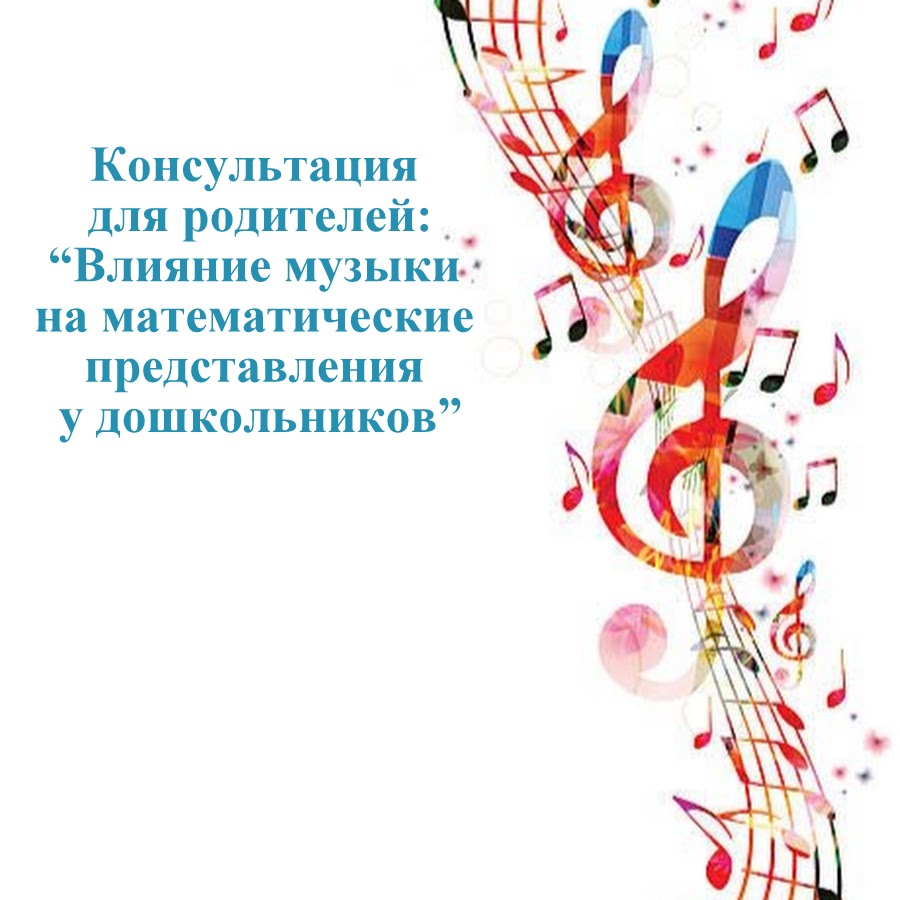 Консультация
для родителей:
“Влияние музыки
на математические
представления
у дошкольников”